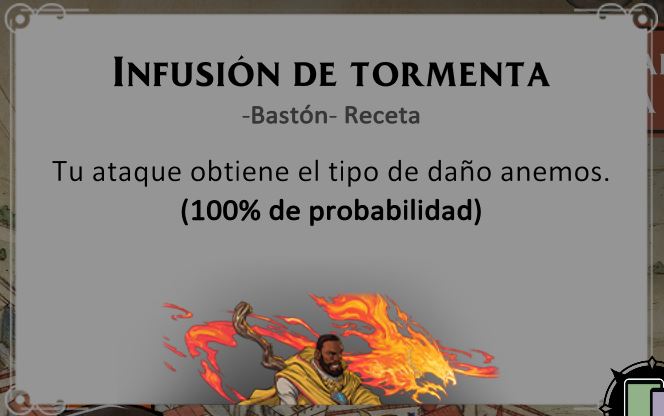 INFUSIÓN DE TORMENTA
-Bastón- Receta
Tu ataque obtiene el tipo de daño anemos.
(100% de probabilidad)